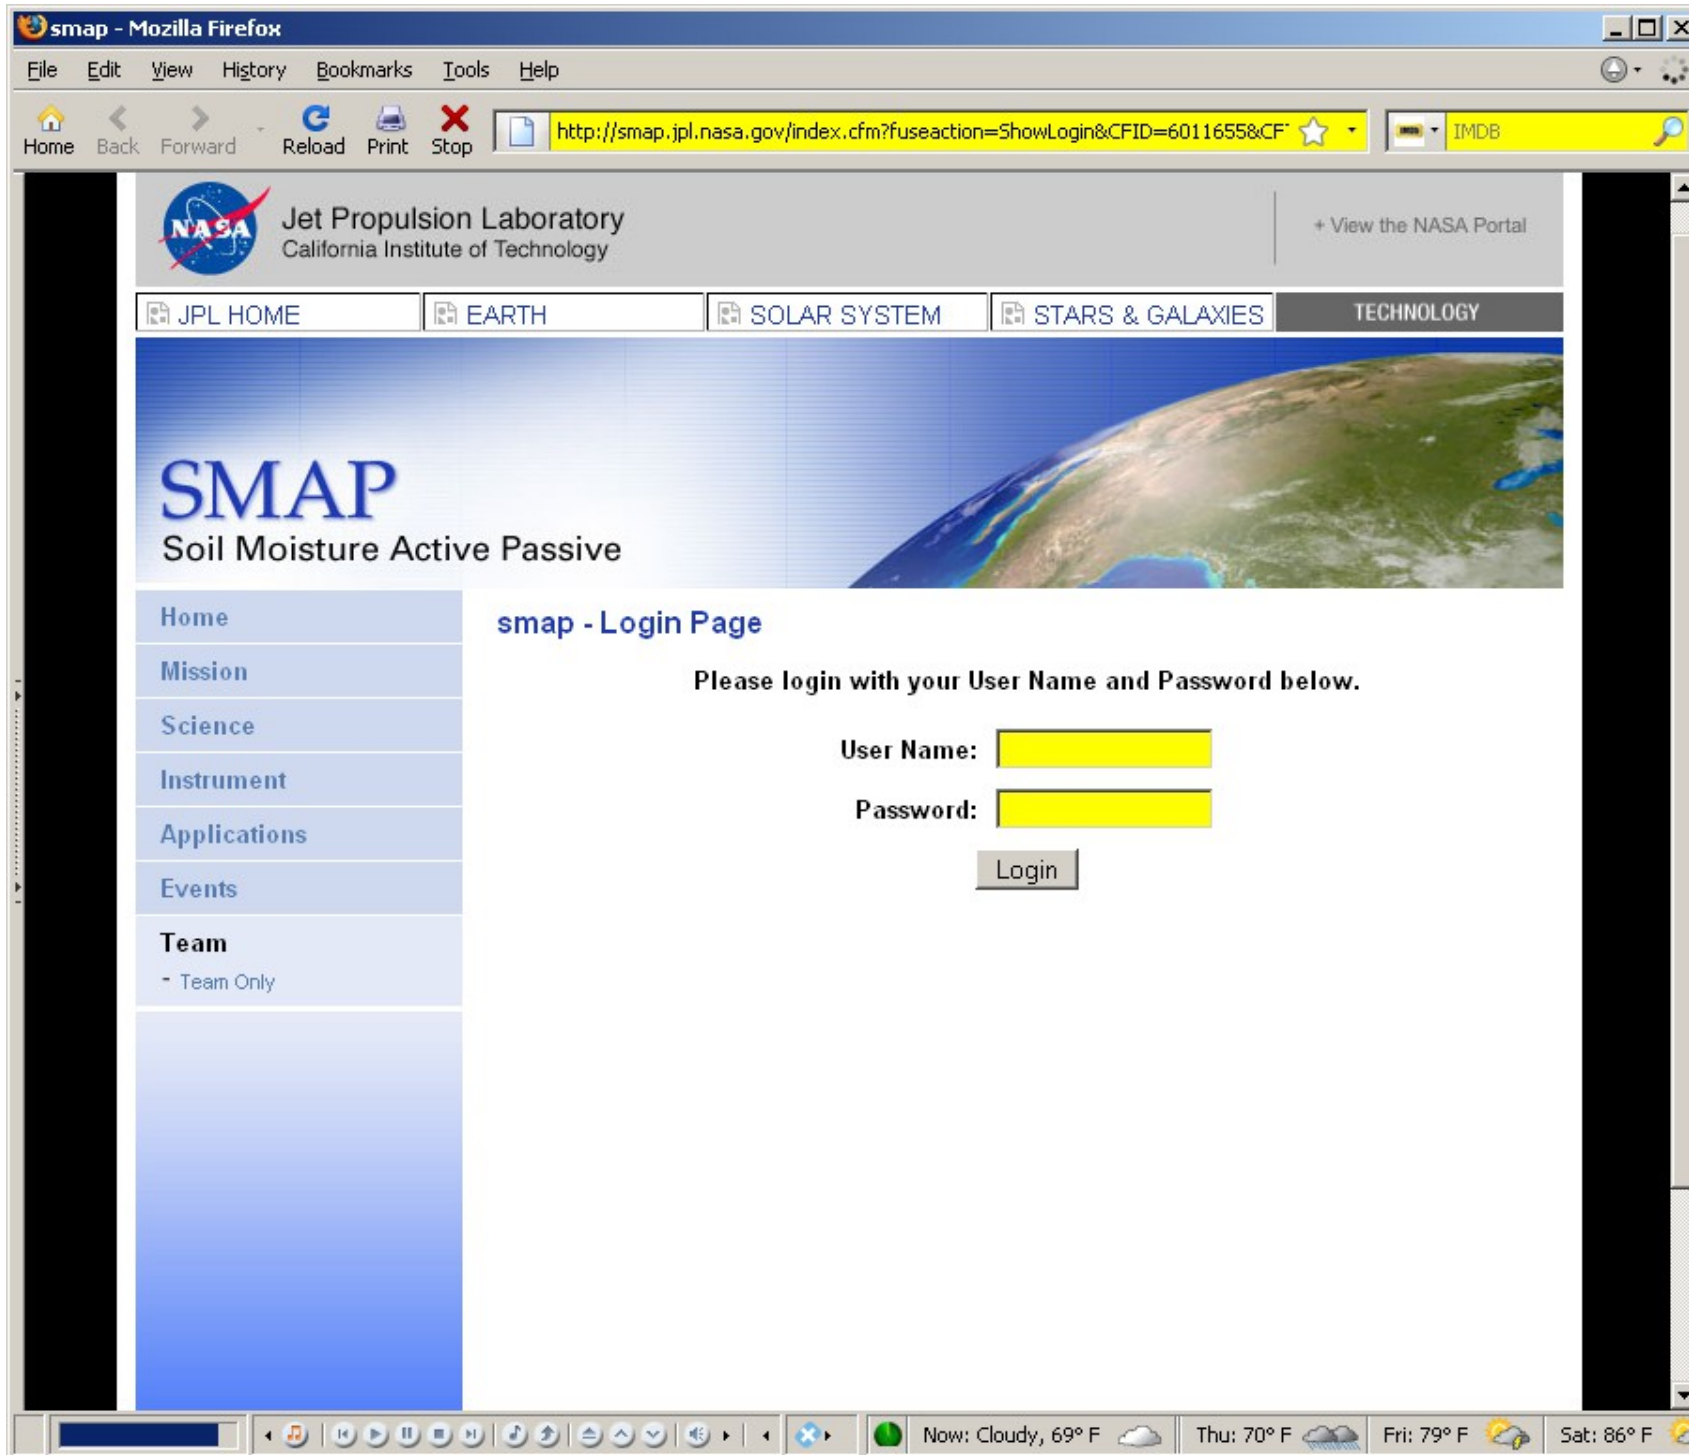 smap - Mozilla Firefox
File Edit View History Bookmarks Tools Help
Home Back Forward Reload Print Stop
http://smap.jpl.nasa.gov/index.cfm?fuseaction=ShowLogin&CFID=6011655&CF
IMDB
NASA
Jet Propulsion Laboratory
California Institute of Technology
+ View the NASA Portal
JPL HOME EARTH SOLAR SYSTEM STARS & GALAXIES TECHNOLOGY
SMAP
Soil Moisture Active Passive
Home
Mission
Science
Instrument
Applications
Events
Team
- Team Only
smap - Login Page
Please login with your User Name and Password below.
User Name:
Password:
Login
Now: Cloudy, 69° F Thu: 70° F Fri: 79° F Sat: 86° F